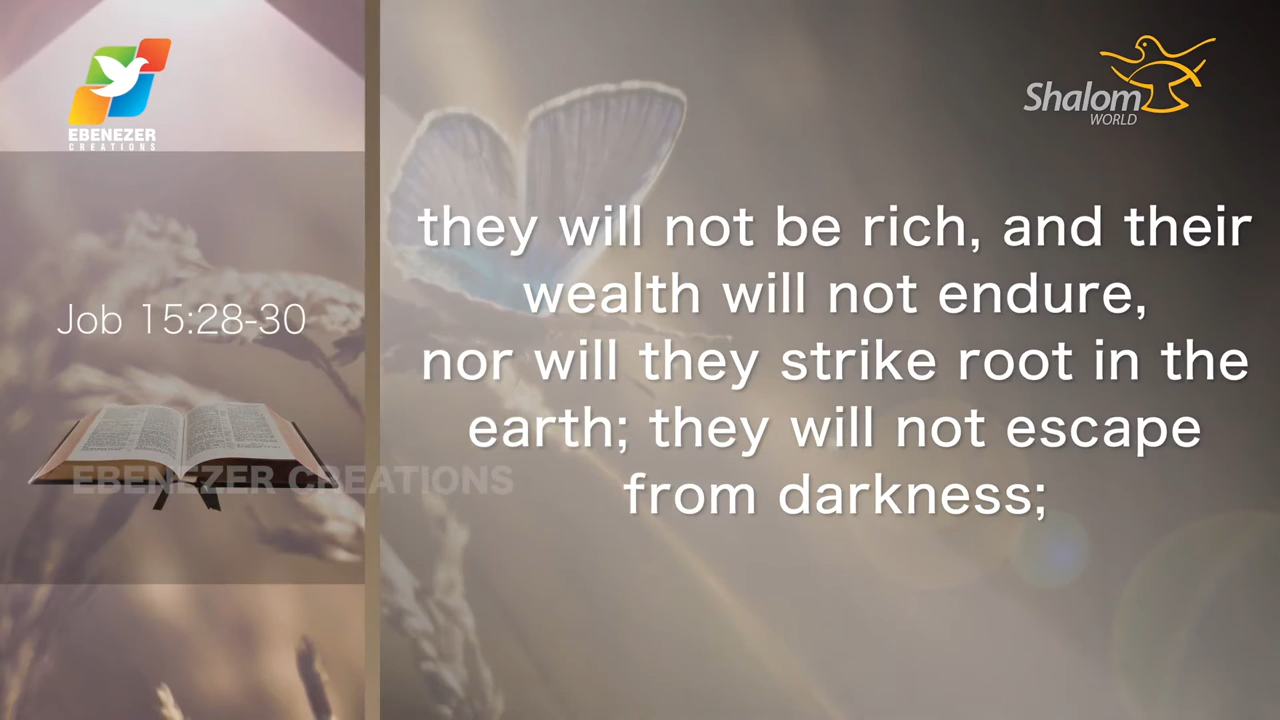 EBENEZER
CREATIONS
Shalom
WORLD
Job 15:28-30
they will not be rich, and their
wealth will not endure,
nor will they strike root in the
earth; they will not escape
from darkness;
EBENEZER CREATIONS